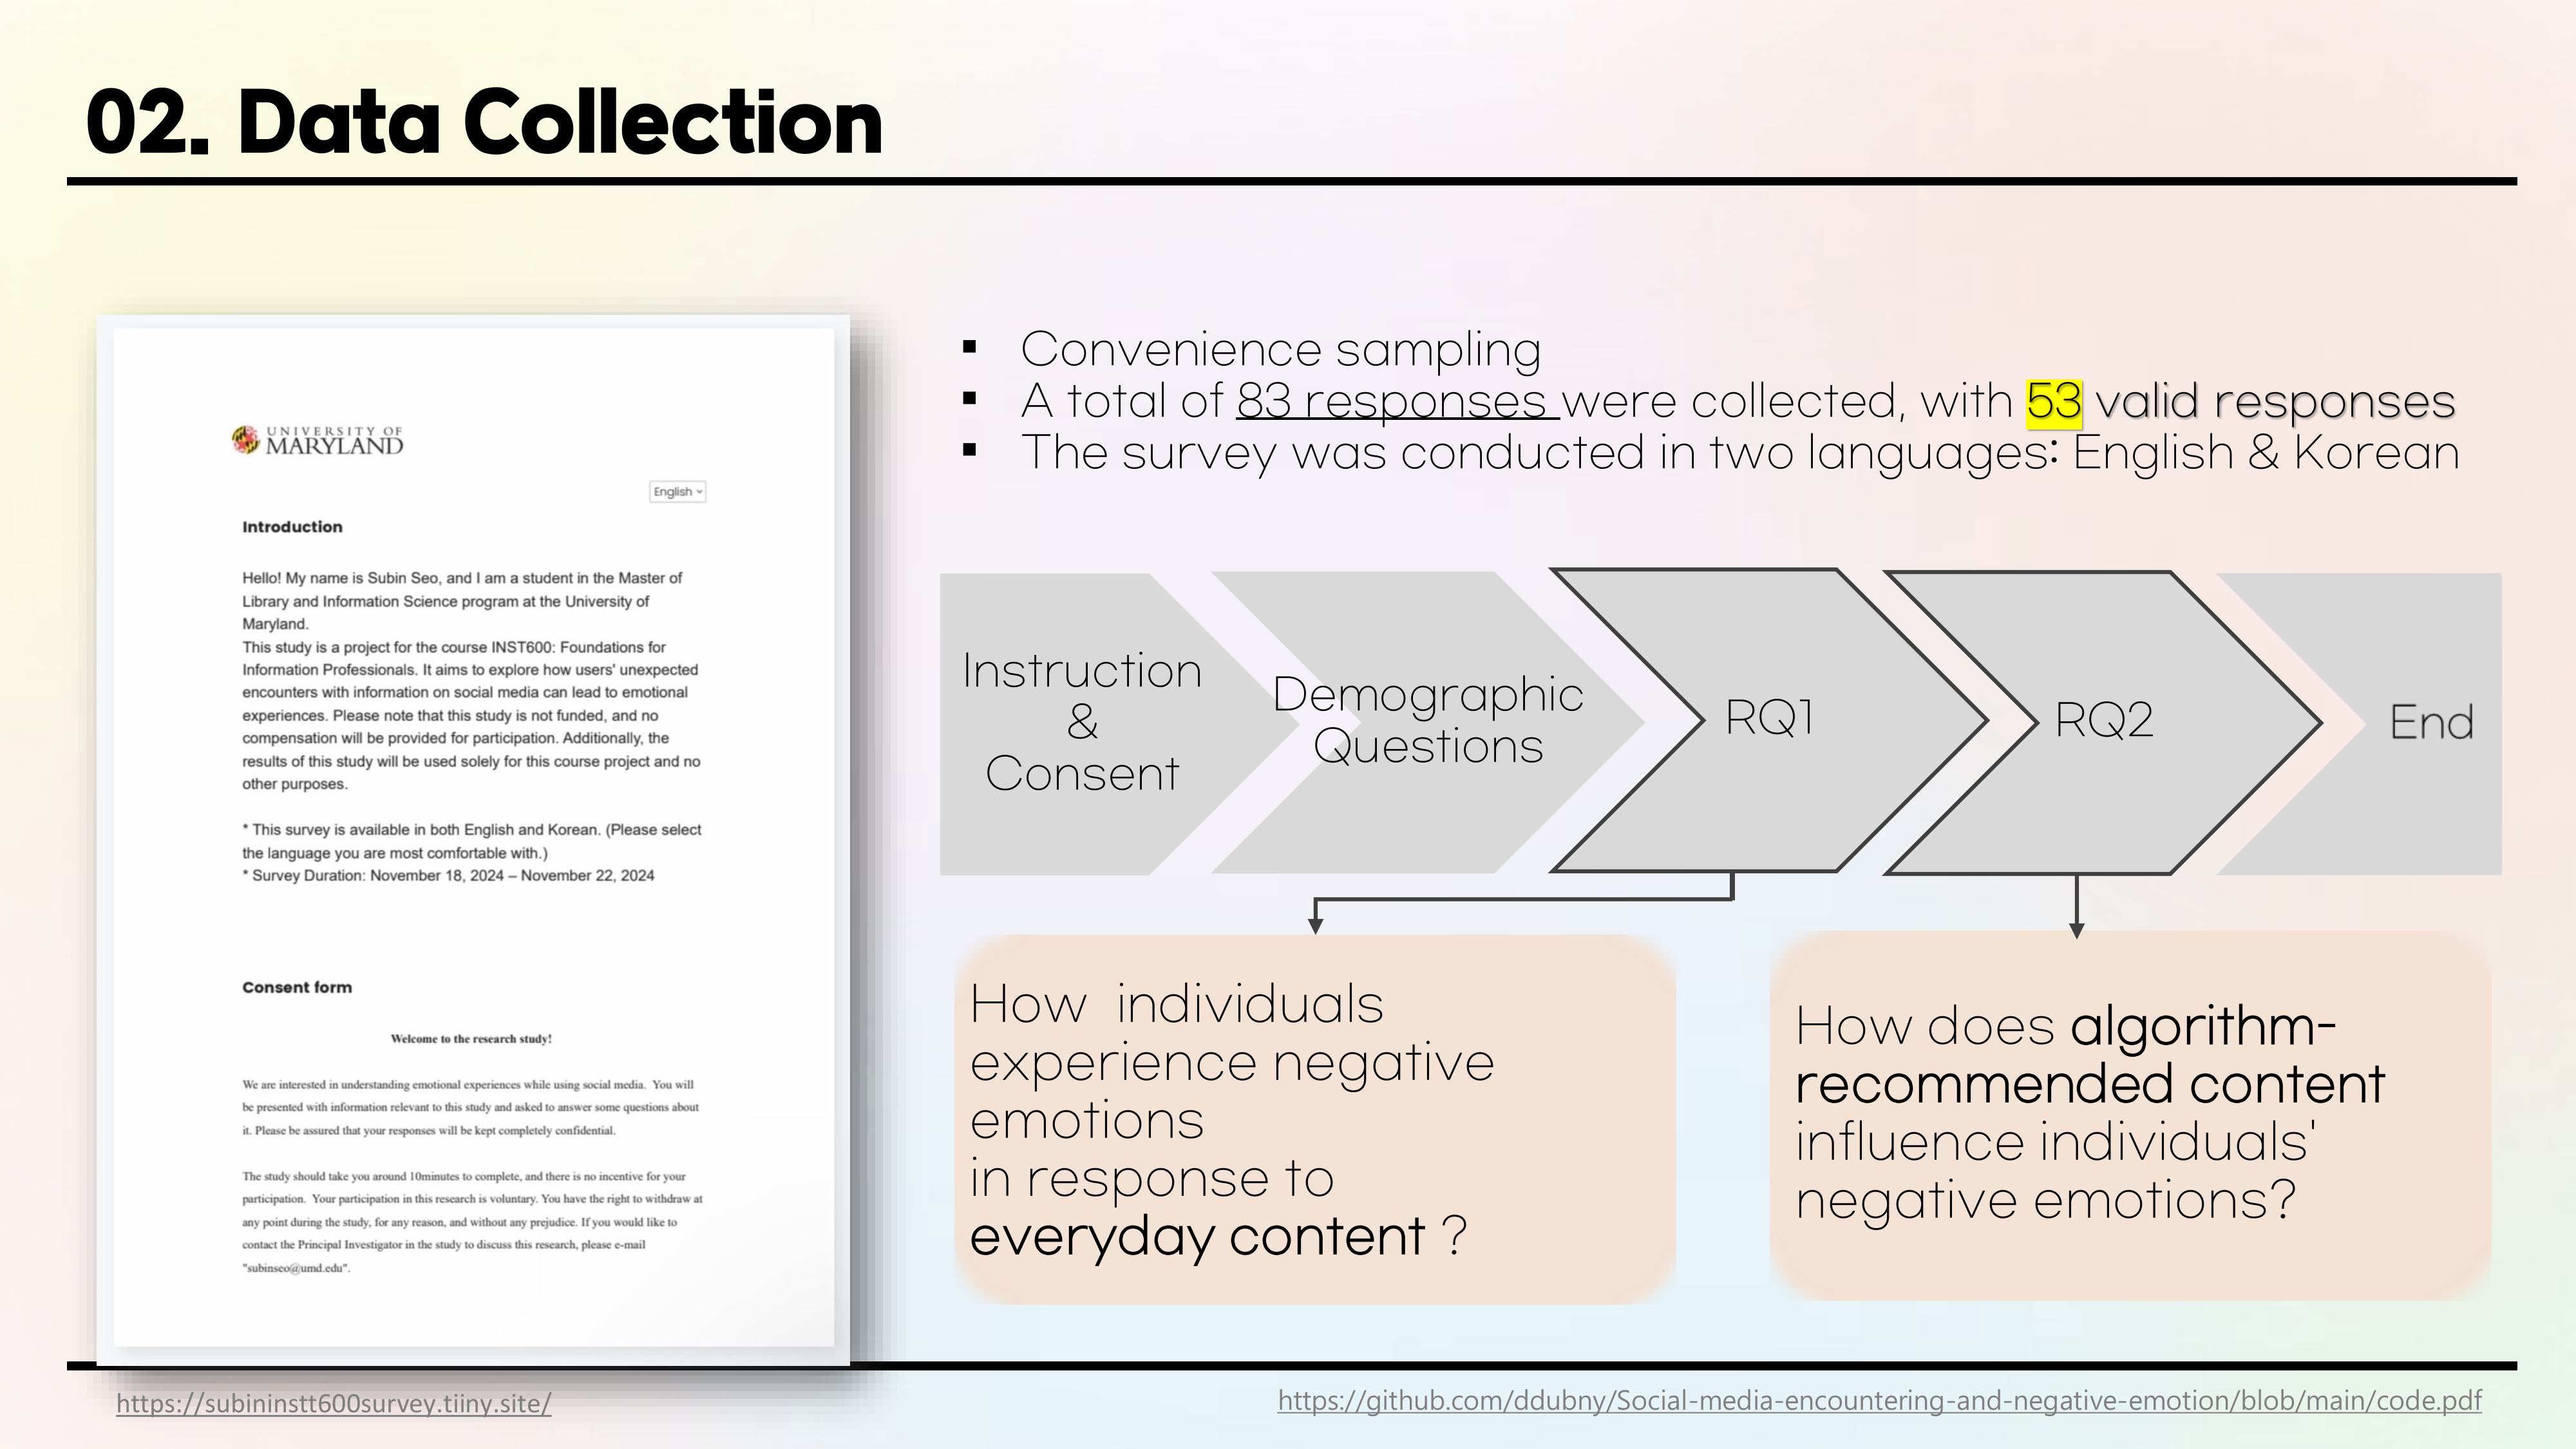 02. Data Collection
UNIVERSITY OF
MARYLAND
English
Introduction
Hello! My name is Subin Seo, and I am a student in the Master of
Library and Information Science program at the University of
Maryland.
This study is a project for the course INST600: Foundations for
Information Professionals. It aims to explore how users' unexpected
encounters with information on social media can lead to emotional
experiences. Please note that this study is not funded, and no
compensation will be provided for participation. Additionally, the
results of this study will be used solely for this course project and no
other purposes.
* This survey is available in both English and Korean. (Please select
the language you are most comfortable with.)
* Survey Duration: November 18, 2024 – November 22, 2024
Consent form
Welcome to the research study!
We are interested in understanding emotional experiences while using social media. You will
be presented with information relevant to this study and asked to answer some questions about
it. Please be assured that your responses will be kept completely confidential.
The study should take you around 10minutes to complete, and there is no incentive for your
participation. Your participation in this research is voluntary. You have the right to withdraw at
any point during the study, for any reason, and without any prejudice. If you would like to
contact the Principal Investigator in the study to discuss this research, please e-mail
"subinseo@umd.edu".
▪ Convenience sampling
▪ A total of 83 responses were collected, with 53 valid responses
▪ The survey was conducted in two languages: English & Korean
Instruction
&
Consent
Demographic
Questions
RQ1
RQ2
End
How individuals
experience negative
emotions
in response to
everyday content ?
How does algorithm-
recommended content
influence individuals'
negative emotions?
https://subininstt600survey.tiiny.site/
https://github.com/ddubny/Social-media-encountering-and-negative-emotion/blob/main/code.pdf